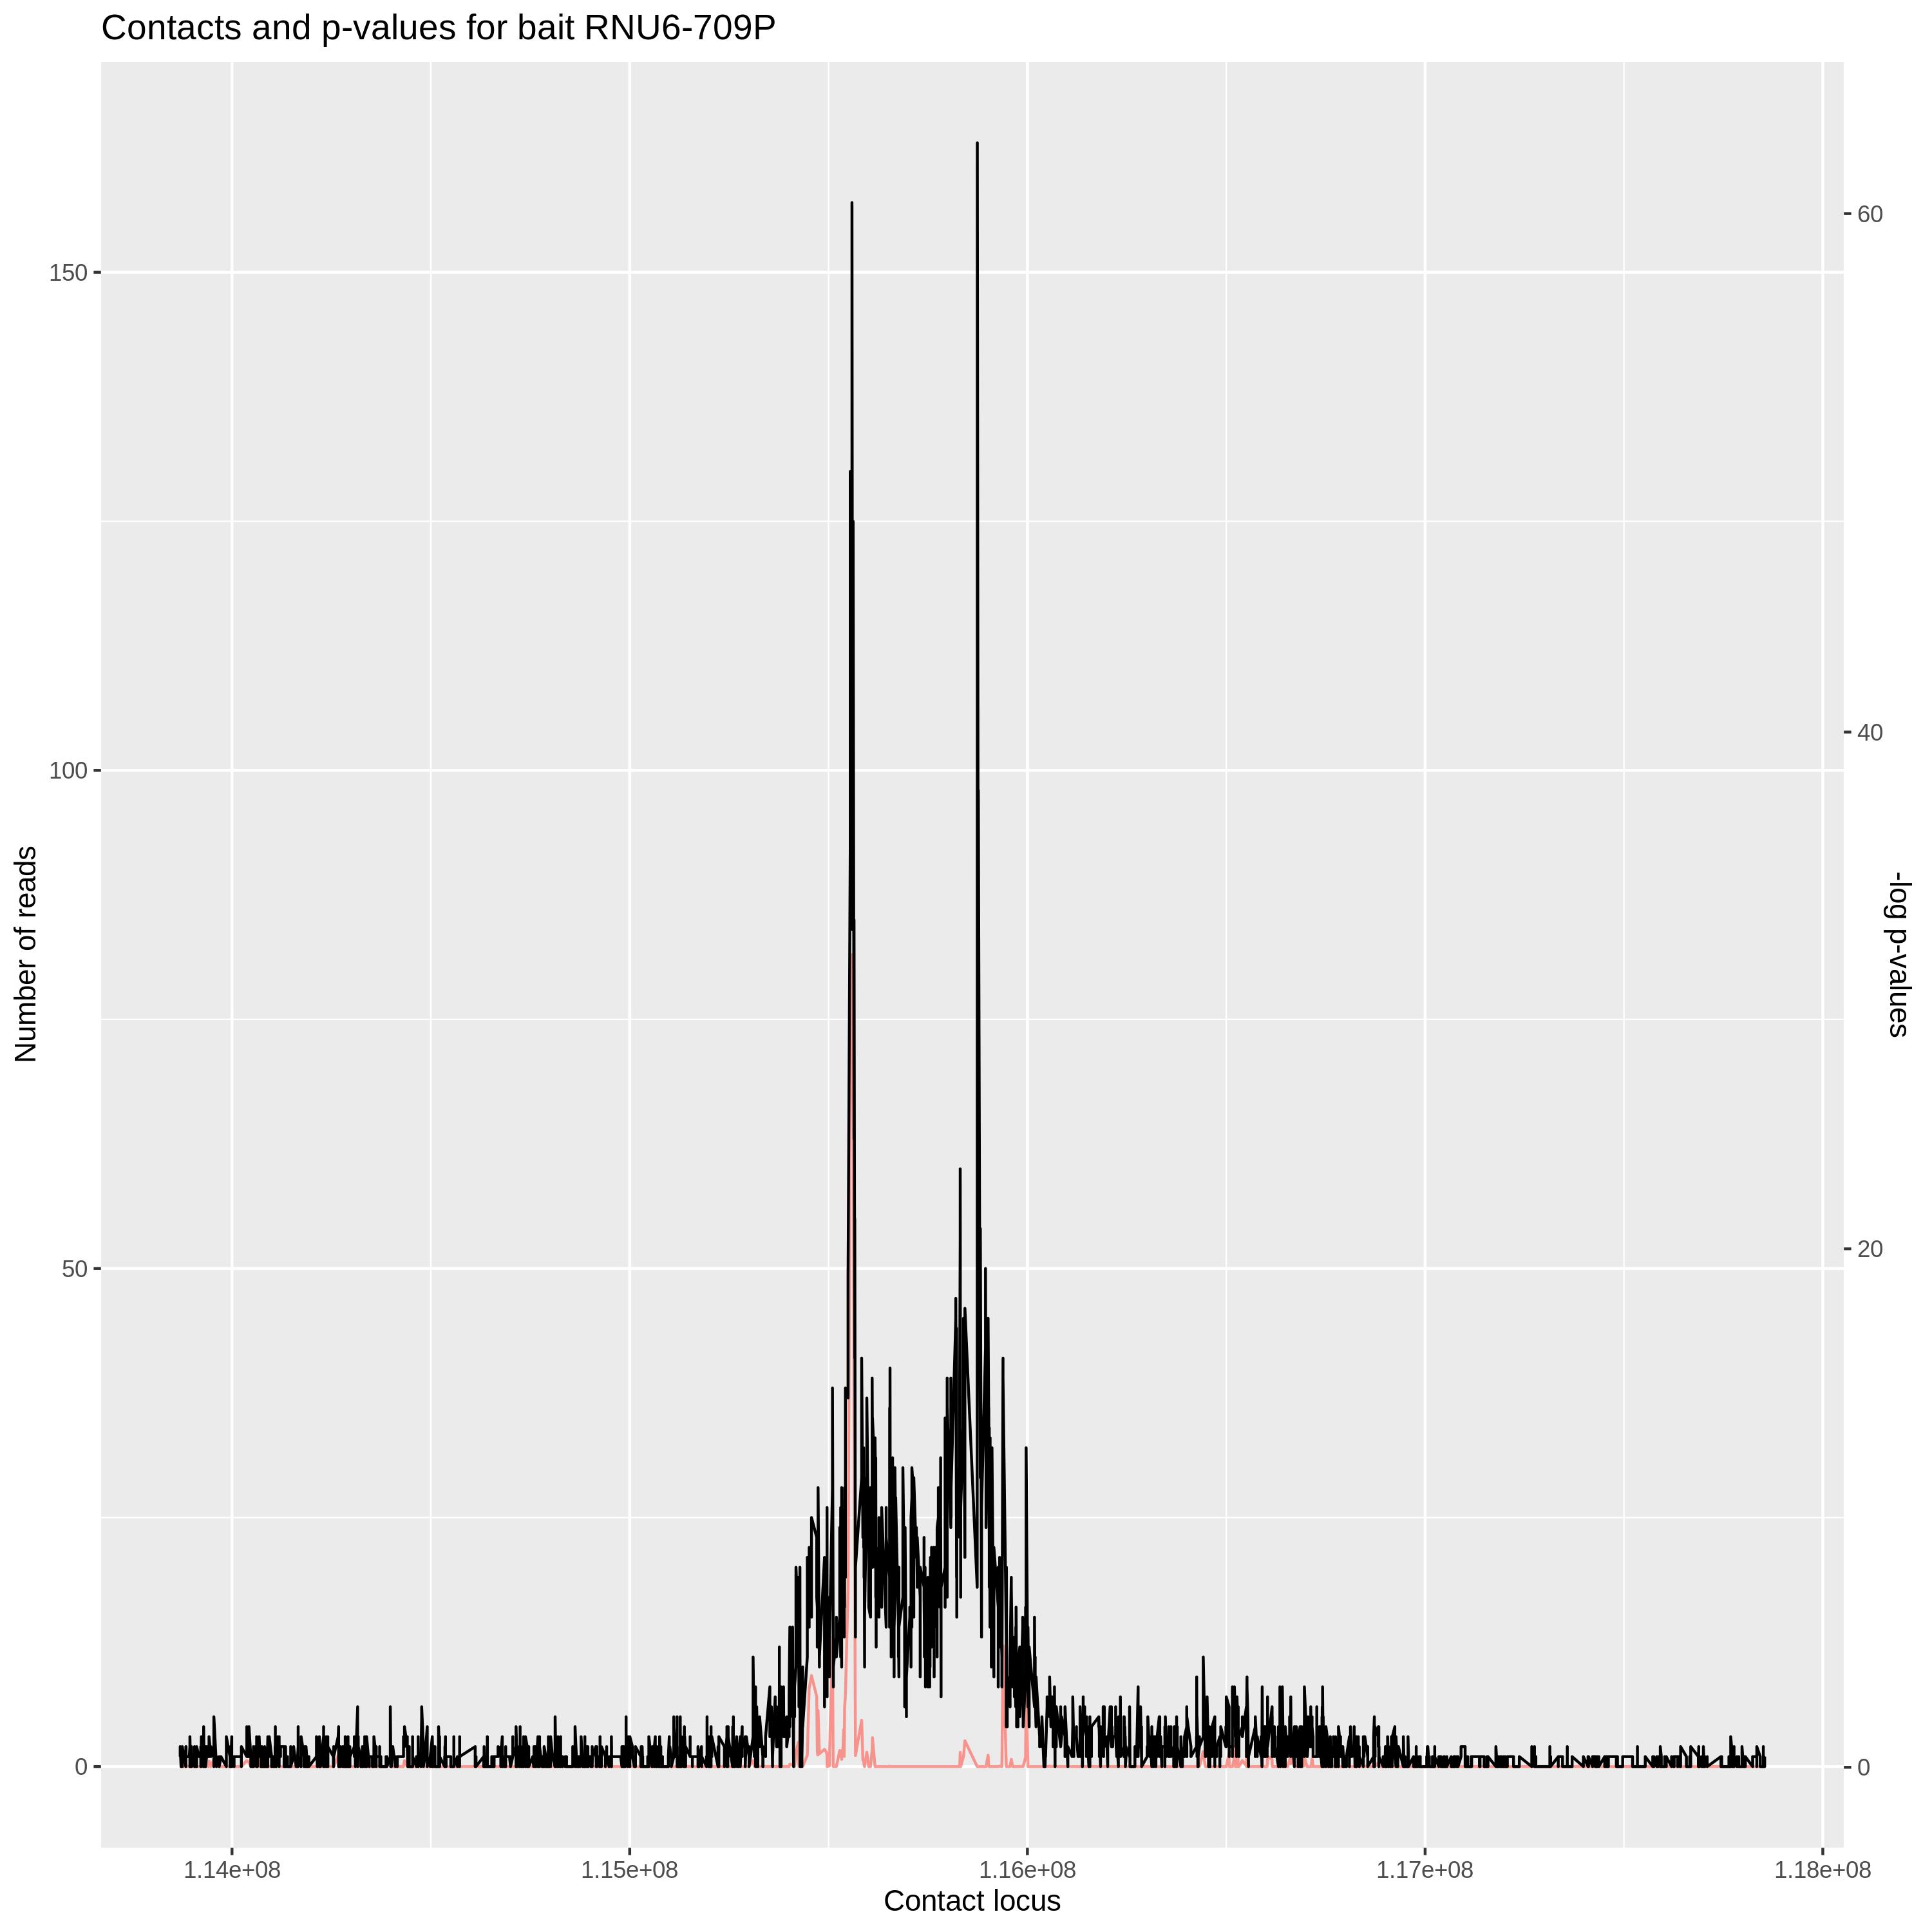 Contacts and p-values for bait RNU6-709P
150
100
50
0
Number of reads
60
40
20
0
-log p-values
1.14e+08
1.15e+08
1.16e+08
1.17e+08
1.18e+08
Contact locus